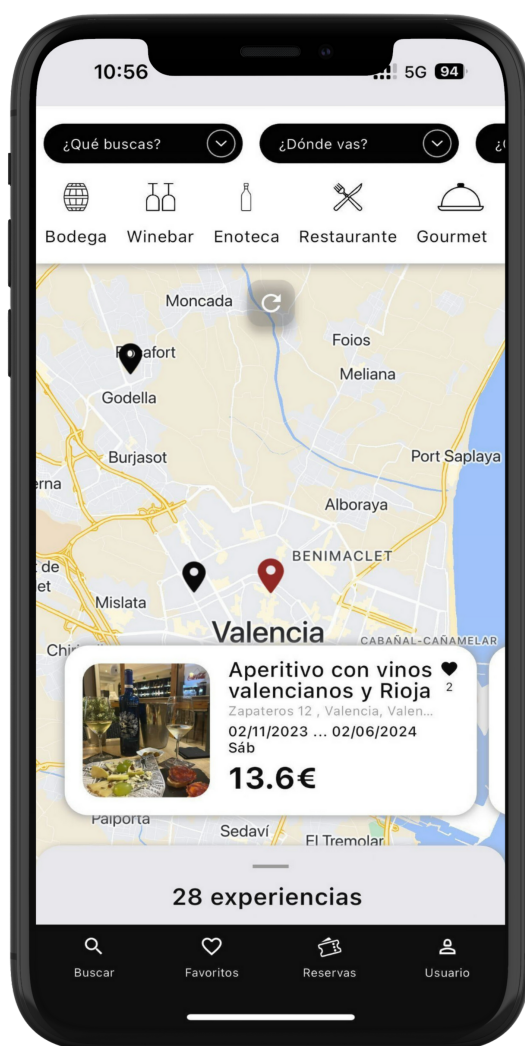 10:56
5G 94
¿Qué buscas?
¿Dónde vas?
Bodega Winebar Enoteca Restaurante Gourmet
Moncada
Foios
Meliana
Godella
Burjasot
Port Saplaya
Alboraya
BENIMACLET
Mislata
Valencia
CABAÑAL-CAÑAMELAR
Aperitivo con vinos
valencianos y Rioja
2
Zapateros 12 , Valencia, Valen...
02/11/2023 ... 02/06/2024
Sáb
13.6€
Sedaví
El Tremolar
28 experiencias
Buscar Favoritos Reservas Usuario